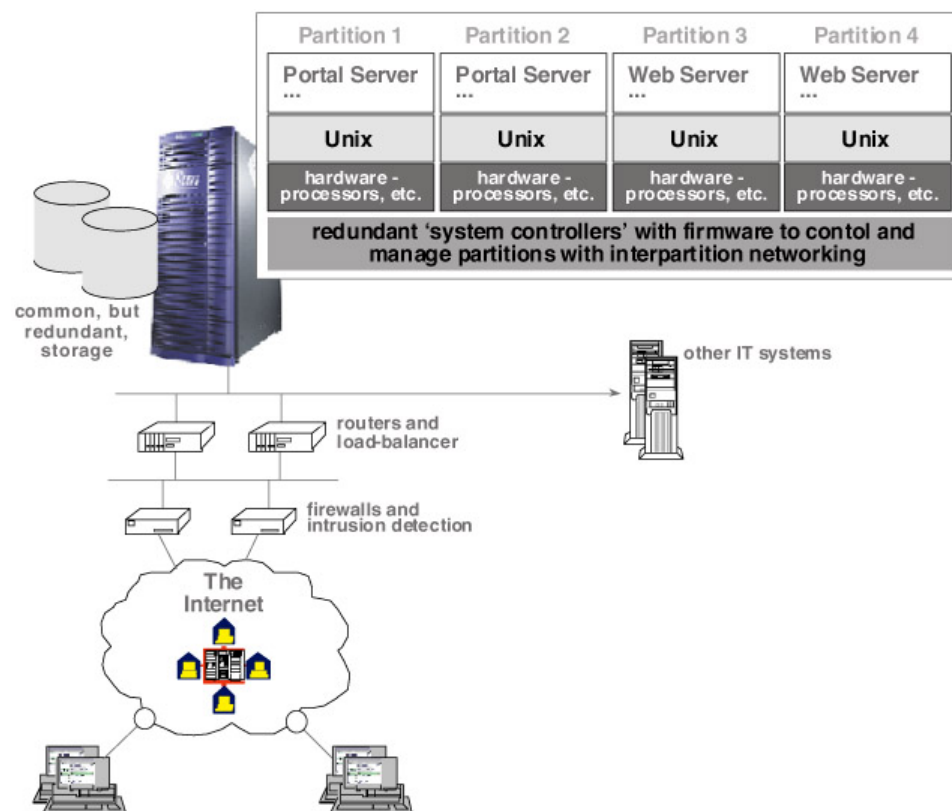 Partition 1 Partition 2 Partition 3 Partition 4
Portal Server Portal Server Web Server Web Server
... ... ... ...
Unix Unix Unix Unix
hardware - hardware - hardware - hardware -
processors, etc. processors, etc. processors, etc. processors, etc.
redundant ‘system controllers’ with firmware to contol and
manage partitions with interpartition networking
common, but
redundant,
storage
other IT systems
routers and
load-balancer
firewalls and
intrusion detection
The
Internet